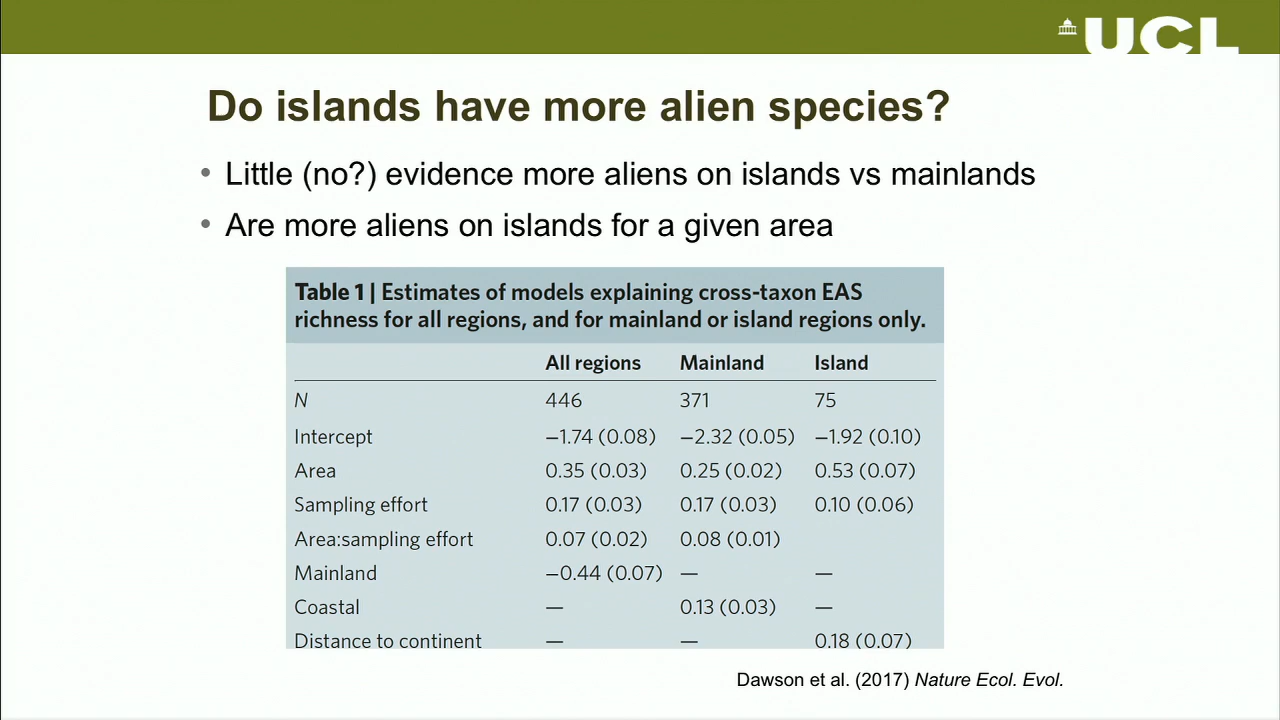 UCL
Do islands have more alien species?
• Little (no?) evidence more aliens on islands vs mainlands
• Are more aliens on islands for a given area
Table 1 | Estimates of models explaining cross-taxon EAS
richness for all regions, and for mainland or island regions only.
All regions Mainland Island
N 446 371 75
Intercept −1.74 (0.08) −2.32 (0.05) −1.92 (0.10)
Area 0.35 (0.03) 0.25 (0.02) 0.53 (0.07)
Sampling effort 0.17 (0.03) 0.17 (0.03) 0.10 (0.06)
Area:sampling effort 0.07 (0.02) 0.08 (0.01)
Mainland −0.44 (0.07) — —
Coastal — 0.13 (0.03) —
Distance to continent — — 0.18 (0.07)
Dawson et al. (2017) Nature Ecol. Evol.